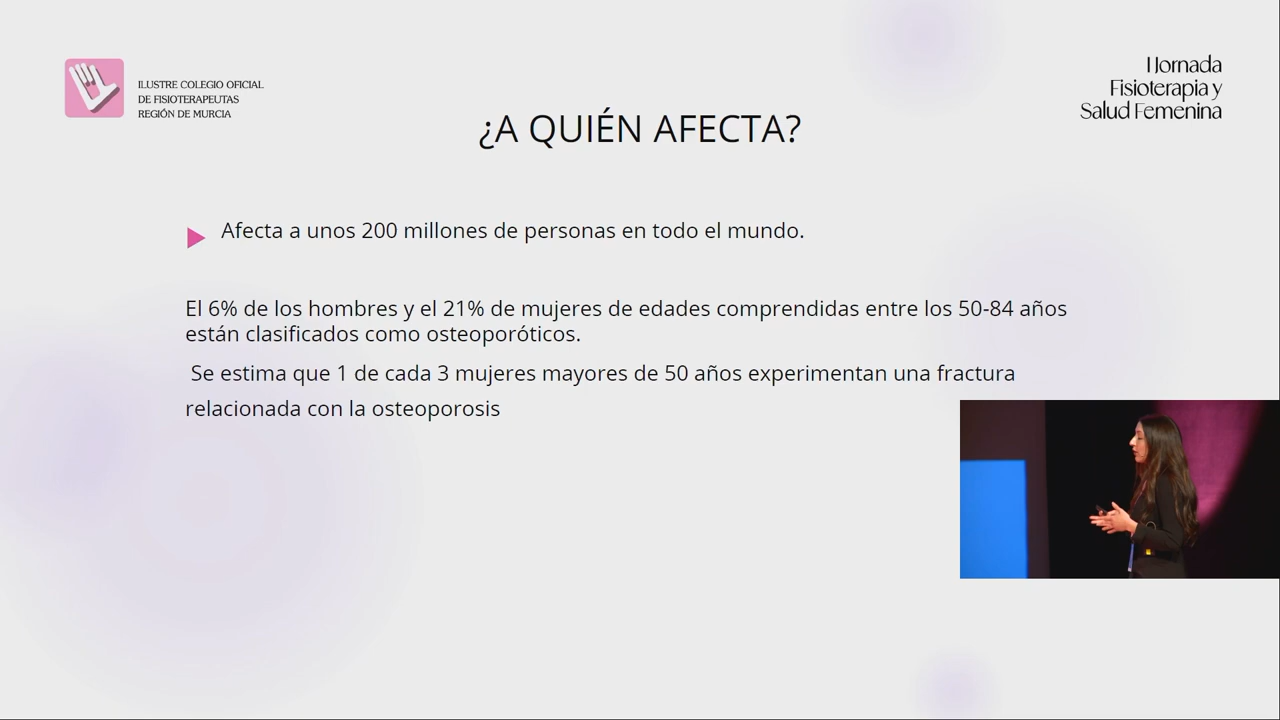 ILUSTRE COLEGIO OFICIAL
DE FISIOTERAPEUTAS
REGIÓN DE MURCIA
I Jornada
Fisioterapia y
Salud Femenina
¿A QUIÉN AFECTA?
Afecta a unos 200 millones de personas en todo el mundo.
El 6% de los hombres y el 21% de mujeres de edades comprendidas entre los 50-84 años
están clasificados como osteoporóticos.
Se estima que 1 de cada 3 mujeres mayores de 50 años experimentan una fractura
relacionada con la osteoporosis